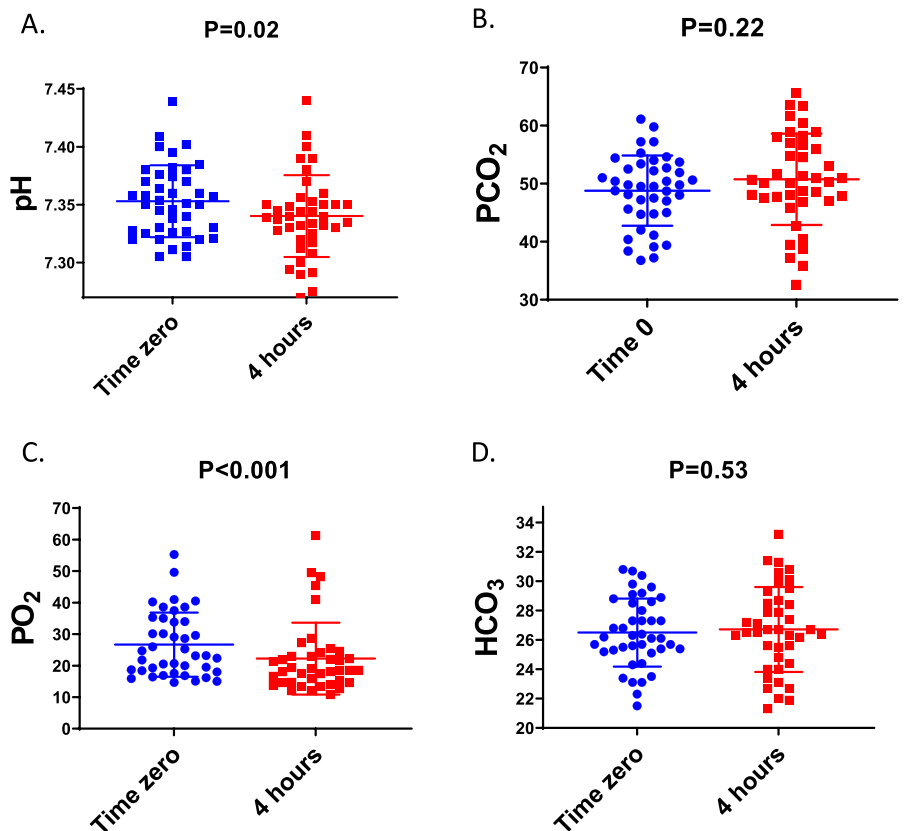 A.
P=0.02
pH
7.45
7.40
7.35
7.30
Time zero
4 hours
B.
P=0.22
PCO2
70
60
50
40
30
Time 0
4 hours
C.
P<0.001
PO2
70
60
50
40
30
20
10
0
Time zero
4 hours
D.
P=0.53
HCO3
34
32
30
28
26
24
22
20
Time zero
4 hours